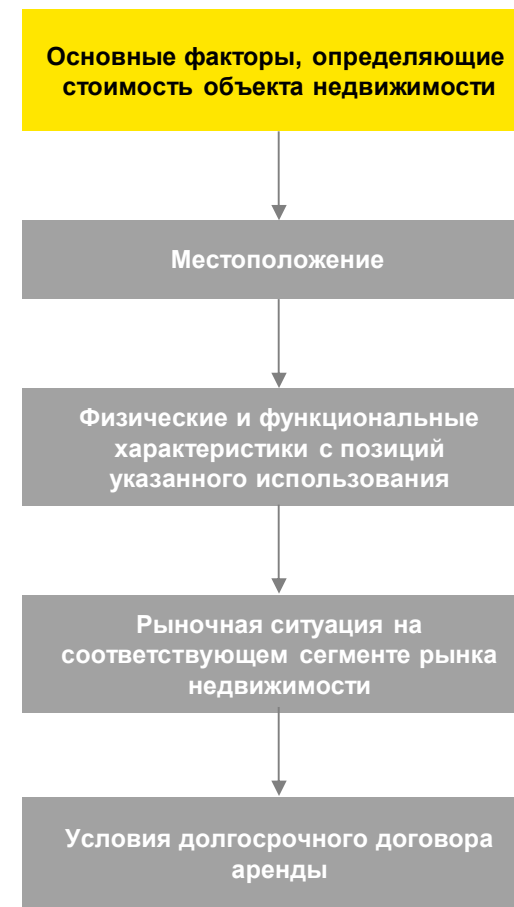 Основные факторы, определяющие
стоимость объекта недвижимости
Местоположение
Физические и функциональные
характеристики с позиций
указанного использования
Рыночная ситуация на
соответствующем сегменте рынка
недвижимости
Условия долгосрочного договора
аренды